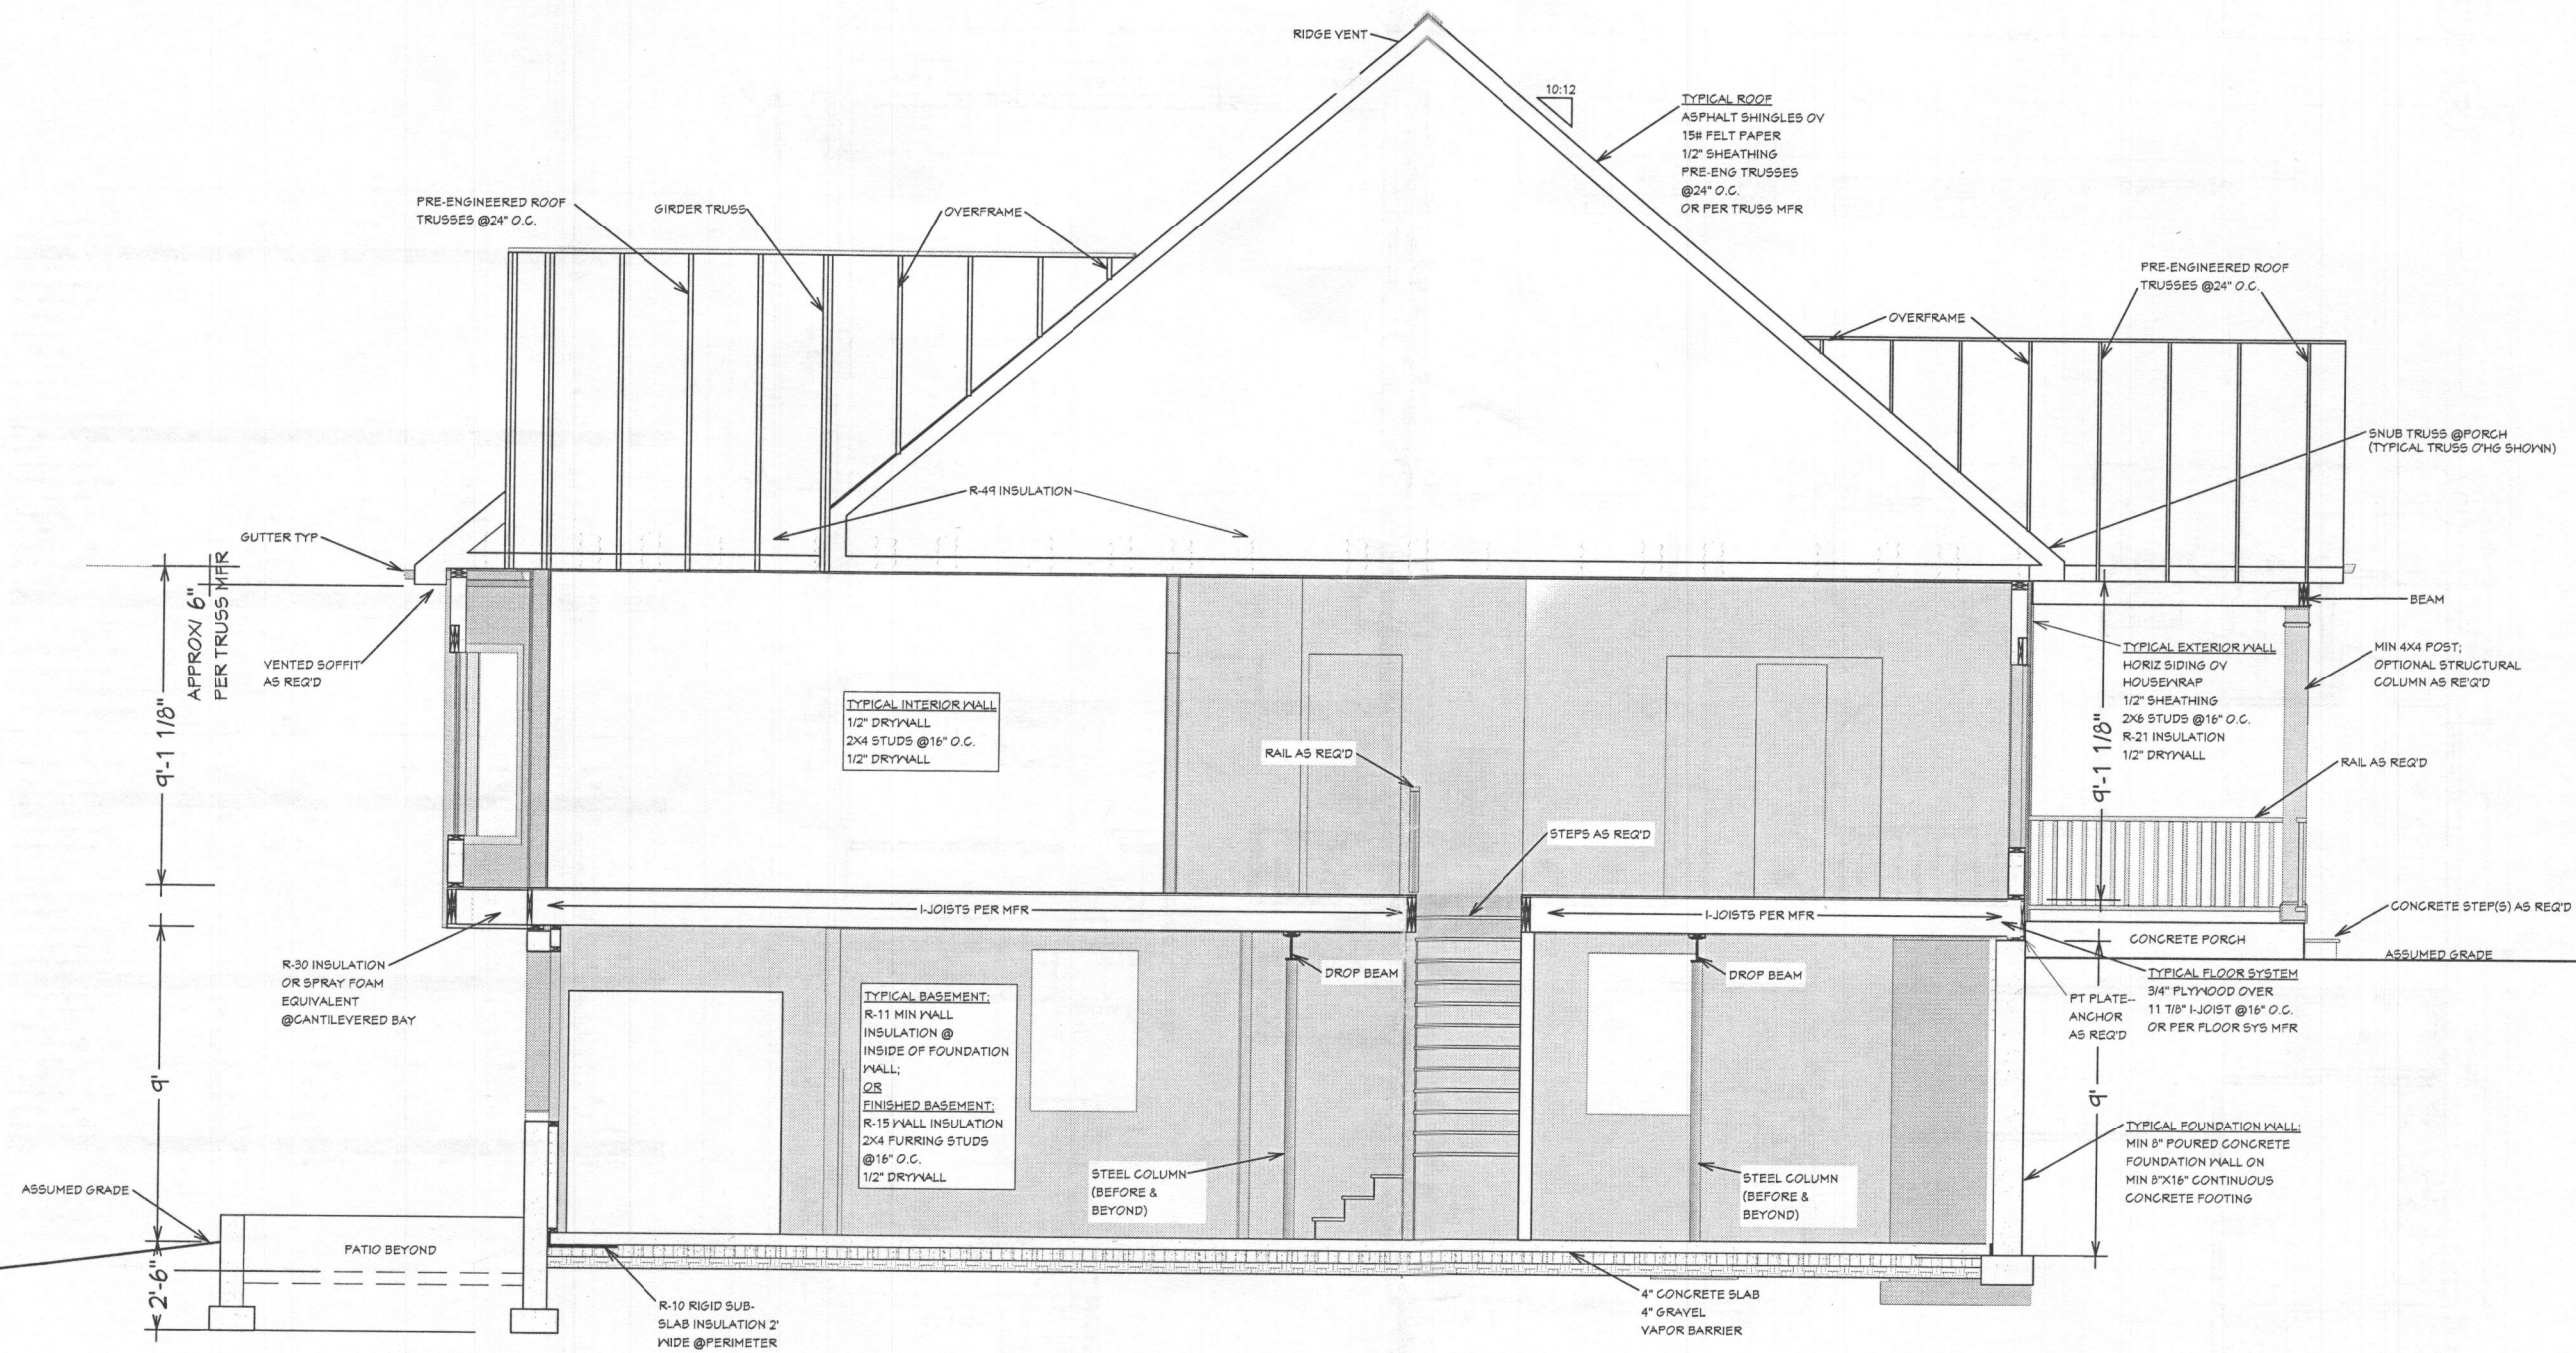 RIDGE VENT
10:12
TYPICAL ROOF
ASPHALT SHINGLES OV
15# FELT PAPER
1/2" SHEATHING
PRE-ENG TRUSSES
@24" O.C.
OR PER TRUSS MFR
PRE-ENGINEERED ROOF
TRUSSES @24" O.C.
GIRDER TRUSS
OVERFRAME
PRE-ENGINEERED ROOF
TRUSSES @24" O.C.
OVERFRAME
SNUB TRUSS @PORCH
(TYPICAL TRUSS O'HG SHOWN)
R-49 INSULATION
GUTTER TYP
APPROX/ 6"
PER TRUSS MFR
VENTED SOFFIT
AS REQ'D
9'-1 1/8"
BEAM
TYPICAL EXTERIOR WALL
HORIZ SIDING OV
HOUSEWRAP
1/2" SHEATHING
2X6 STUDS @16" O.C.
R-21 INSULATION
1/2" DRYWALL
MIN 4X4 POST;
OPTIONAL STRUCTURAL
COLUMN AS RE'Q'D
9'-1 1/8"
RAIL AS REQ'D
TYPICAL INTERIOR WALL
1/2" DRYWALL
2X4 STUDS @16" O.C.
1/2" DRYWALL
RAIL AS REQ'D
STEPS AS REQ'D
I-JOISTS PER MFR
I-JOISTS PER MFR
CONCRETE STEP(S) AS REQ'D
CONCRETE PORCH
ASSUMED GRADE
R-30 INSULATION
OR SPRAY FOAM
EQUIVALENT
@CANTILEVERED BAY
DROP BEAM
DROP BEAM
TYPICAL FLOOR SYSTEM
3/4" PLYWOOD OVER
11 7/8" I-JOIST @16" O.C.
OR PER FLOOR SYS MFR
PT PLATE--
ANCHOR
AS REQ'D
TYPICAL BASEMENT:
R-11 MIN WALL
INSULATION @
INSIDE OF FOUNDATION
WALL;
OR
FINISHED BASEMENT:
R-15 WALL INSULATION
2X4 FURRING STUDS
@16" O.C.
1/2" DRYWALL
9'
9'
TYPICAL FOUNDATION WALL:
MIN 8" POURED CONCRETE
FOUNDATION WALL ON
MIN 8"X16" CONTINUOUS
CONCRETE FOOTING
STEEL COLUMN
(BEFORE &
BEYOND)
STEEL COLUMN
(BEFORE &
BEYOND)
ASSUMED GRADE
PATIO BEYOND
2'-6"
R-10 RIGID SUB-
SLAB INSULATION 2'
WIDE @PERIMETER
4" CONCRETE SLAB
4" GRAVEL
VAPOR BARRIER